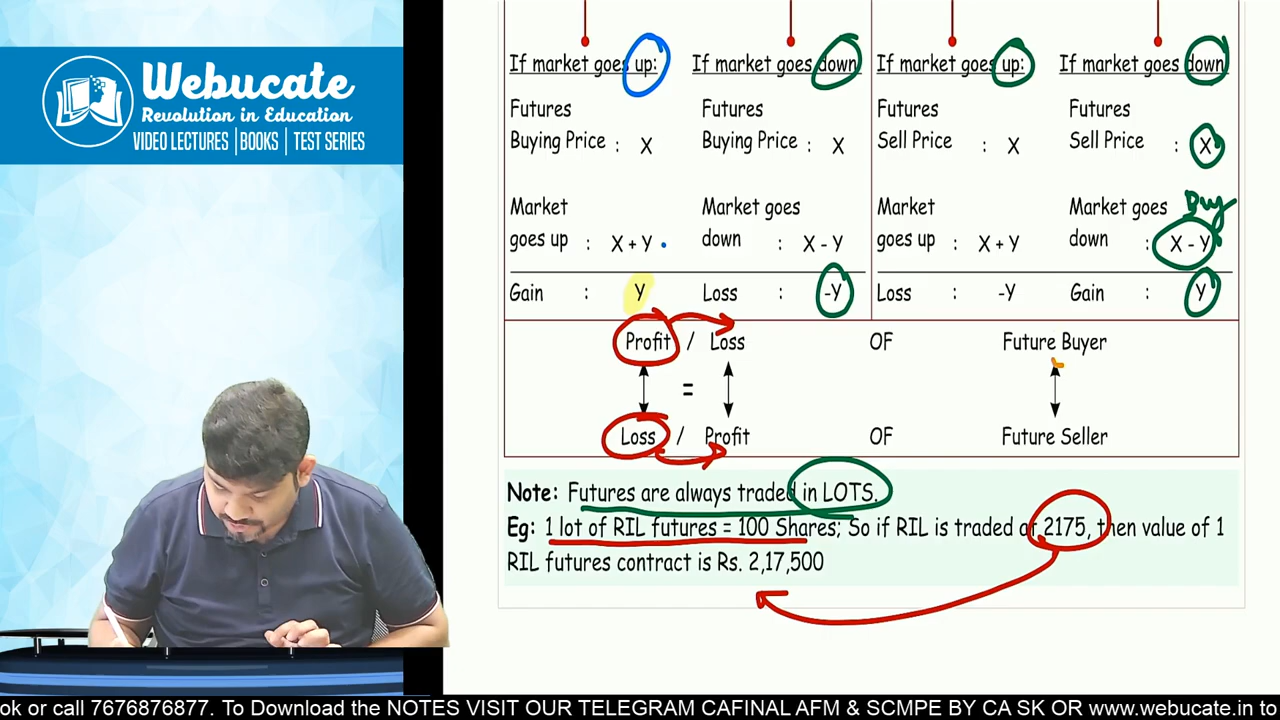 Webucate
Revolution in Education
VIDEO LECTURES | BOOKS | TEST SERIES
If market goes up:
Futures
Buying Price : X
Market
goes up : X + Y
Gain : Y
If market goes down
Futures
Buying Price : X
Market goes
down : X - Y
Loss : -Y
If market goes up:
Futures
Sell Price : X
Market
goes up : X + Y
Loss : -Y
If market goes down
Futures
Sell Price : X
Buy
Market goes
down : X - Y
Gain : Y
Profit / Loss OF Future Buyer
=
Loss / Profit OF Future Seller
Note: Futures are always traded in LOTS.
Eg: 1 lot of RIL futures = 100 Shares; So if RIL is traded at 2175, then value of 1
RIL futures contract is Rs. 2,17,500
ok or call 7676876877. To Download the NOTES VISIT OUR TELEGRAM CAFINAL AFM & SCMPE BY CA SK OR www.webucate.in to